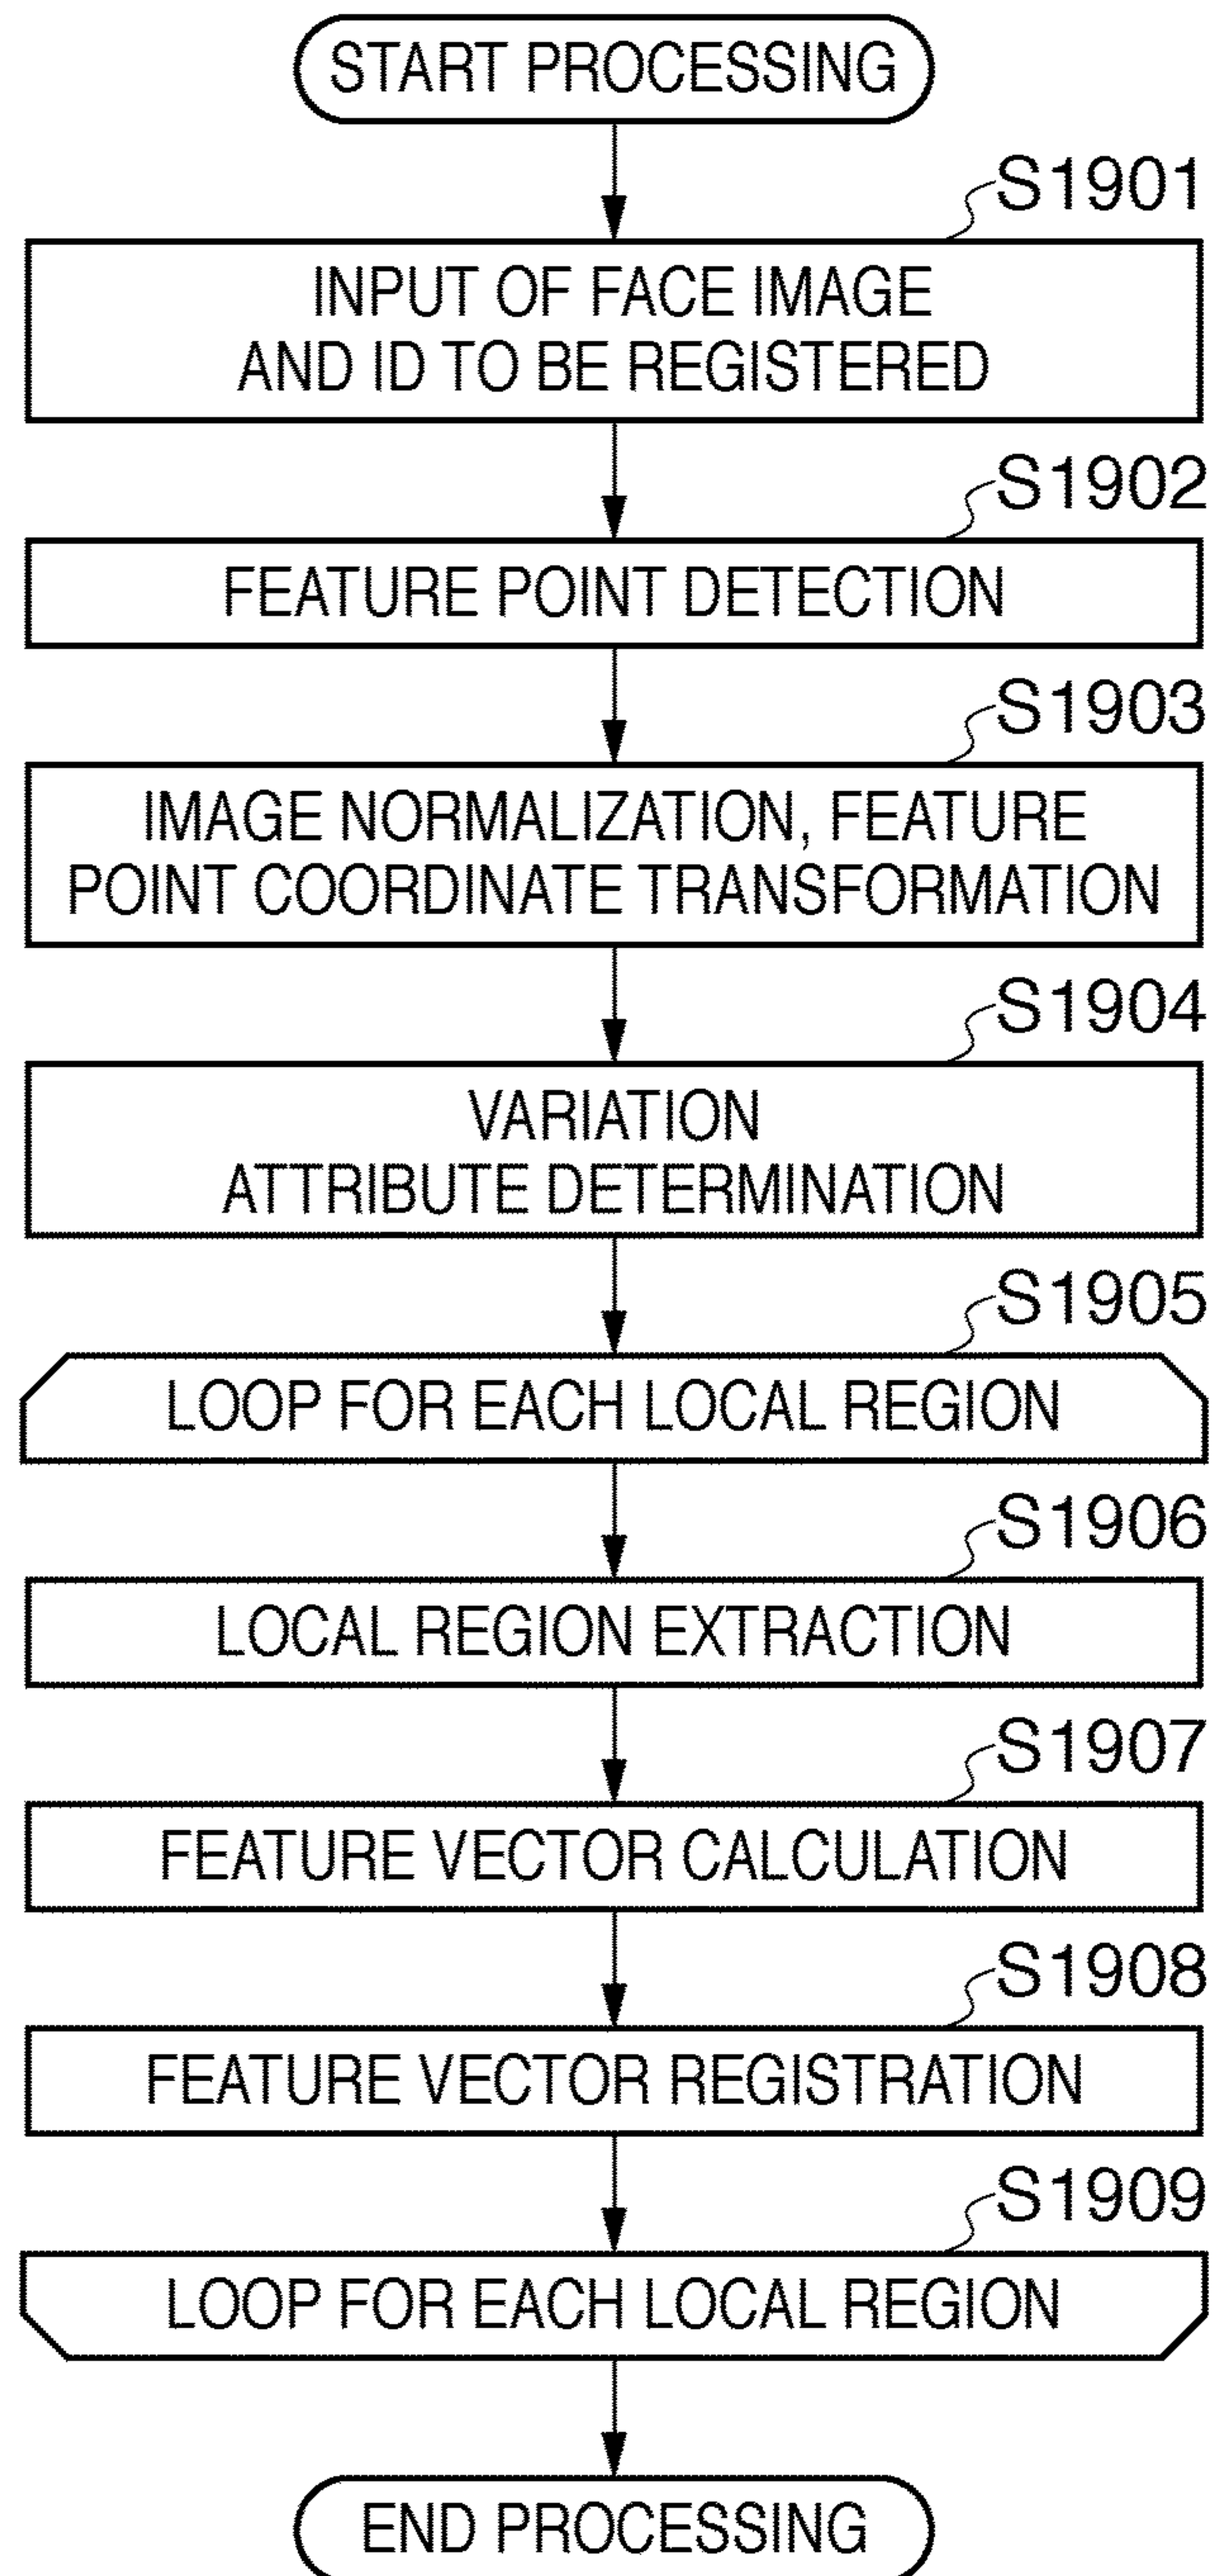 START PROCESSING
S1901
INPUT OF FACE IMAGE
AND ID TO BE REGISTERED
S1902
FEATURE POINT DETECTION
S1903
IMAGE NORMALIZATION, FEATURE
POINT COORDINATE TRANSFORMATION
S1904
VARIATION
ATTRIBUTE DETERMINATION
S1905
LOOP FOR EACH LOCAL REGION
S1906
LOCAL REGION EXTRACTION
S1907
FEATURE VECTOR CALCULATION
S1908
FEATURE VECTOR REGISTRATION
S1909
LOOP FOR EACH LOCAL REGION
END PROCESSING